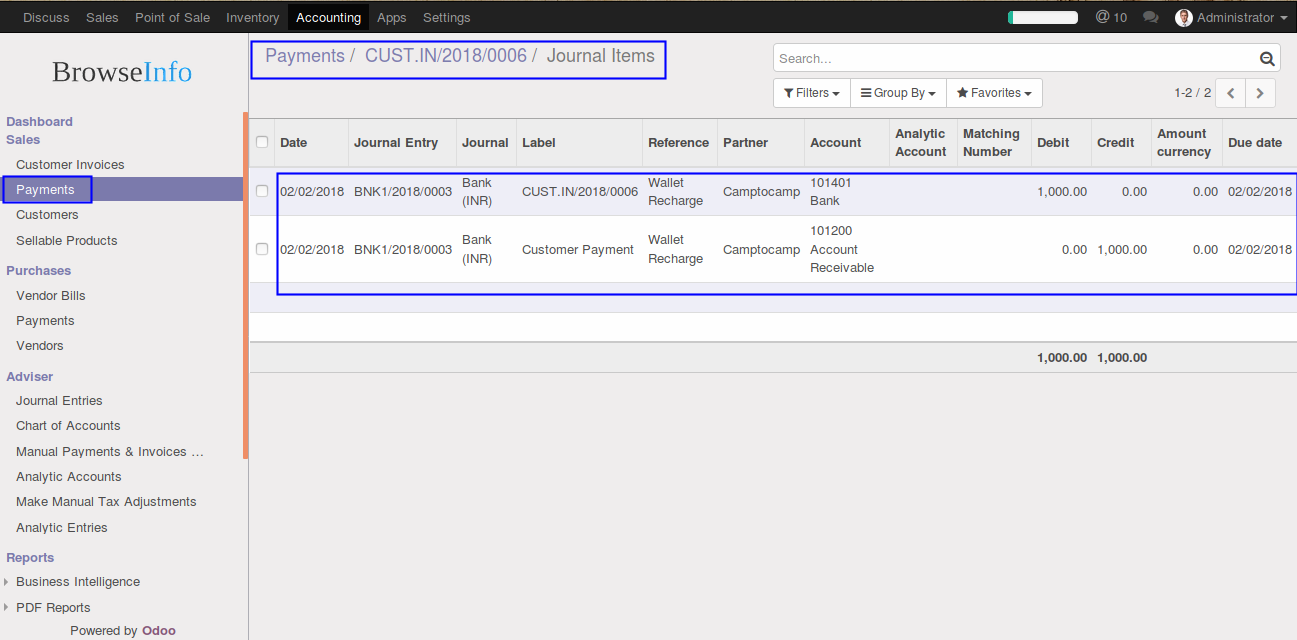 Discuss Sales Point of Sale Inventory Accounting Apps Settings @ 10 Administrator
BrowseInfo
Dashboard
Sales
Customer Invoices
Payments
Customers
Sellable Products
Purchases
Vendor Bills
Payments
Vendors
Adviser
Journal Entries
Chart of Accounts
Manual Payments & Invoices ...
Analytic Accounts
Make Manual Tax Adjustments
Analytic Entries
Reports
Business Intelligence
PDF Reports
Powered by Odoo
Payments / CUST.IN/2018/0006 / Journal Items
Search...
Filters Group By Favorites 1-2 / 2
Date Journal Entry Journal Label Reference Partner Account Analytic Account Matching Number Debit Credit Amount currency Due date
02/02/2018 BNK1/2018/0003 Bank (INR) CUST.IN/2018/0006 Wallet Recharge Camptocamp 101401 Bank 1,000.00 0.00 0.00 02/02/2018
02/02/2018 BNK1/2018/0003 Bank (INR) Customer Payment Wallet Recharge Camptocamp 101200 Account Receivable 0.00 1,000.00 0.00 02/02/2018
1,000.00 1,000.00